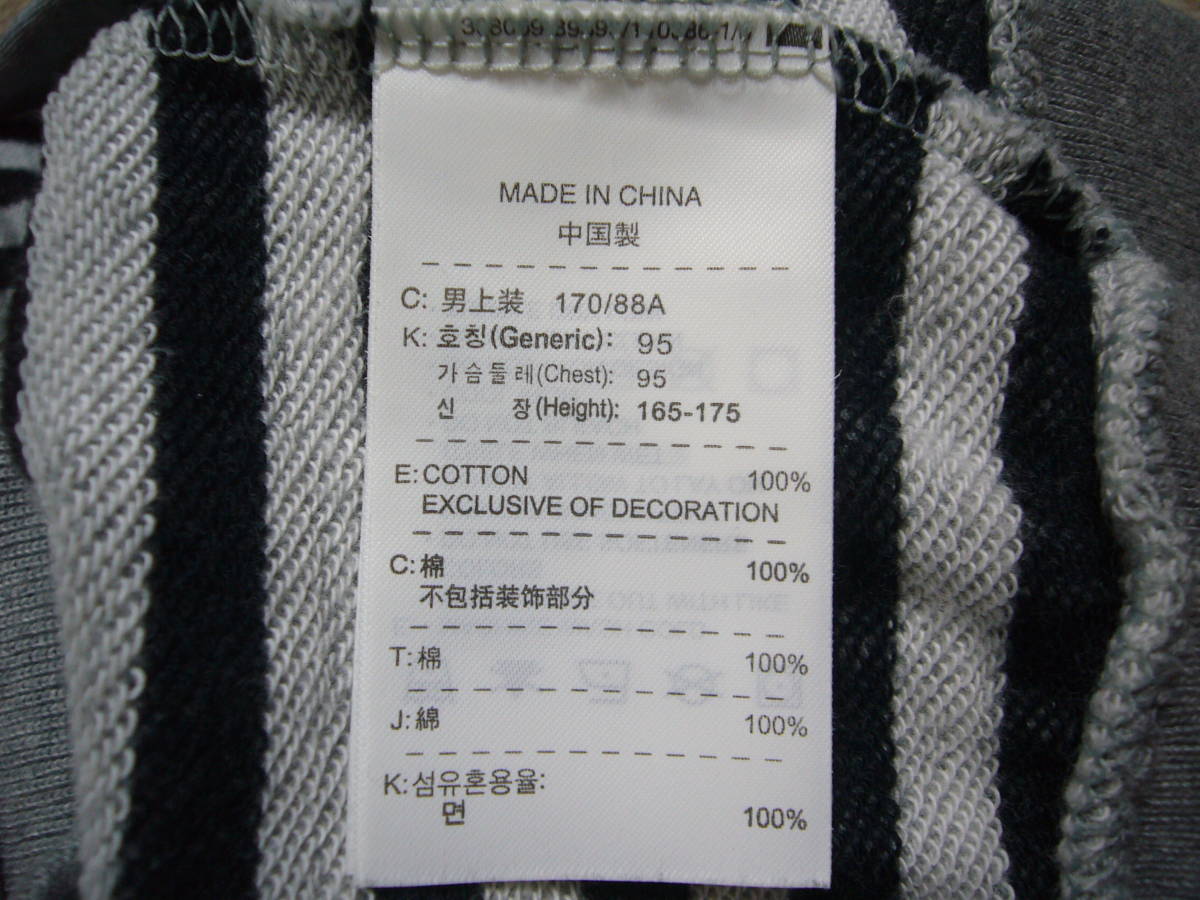 MADE IN CHINA
中国製
C: 男上装 170/88A
K: 호칭(Generic): 95
가슴둘레(Chest): 95
신 장(Height): 165-175
E: COTTON 100%
EXCLUSIVE OF DECORATION
C: 棉 100%
不包括装饰部分
T: 棉 100%
J: 綿 100%
K: 섬유혼용율:
면 100%